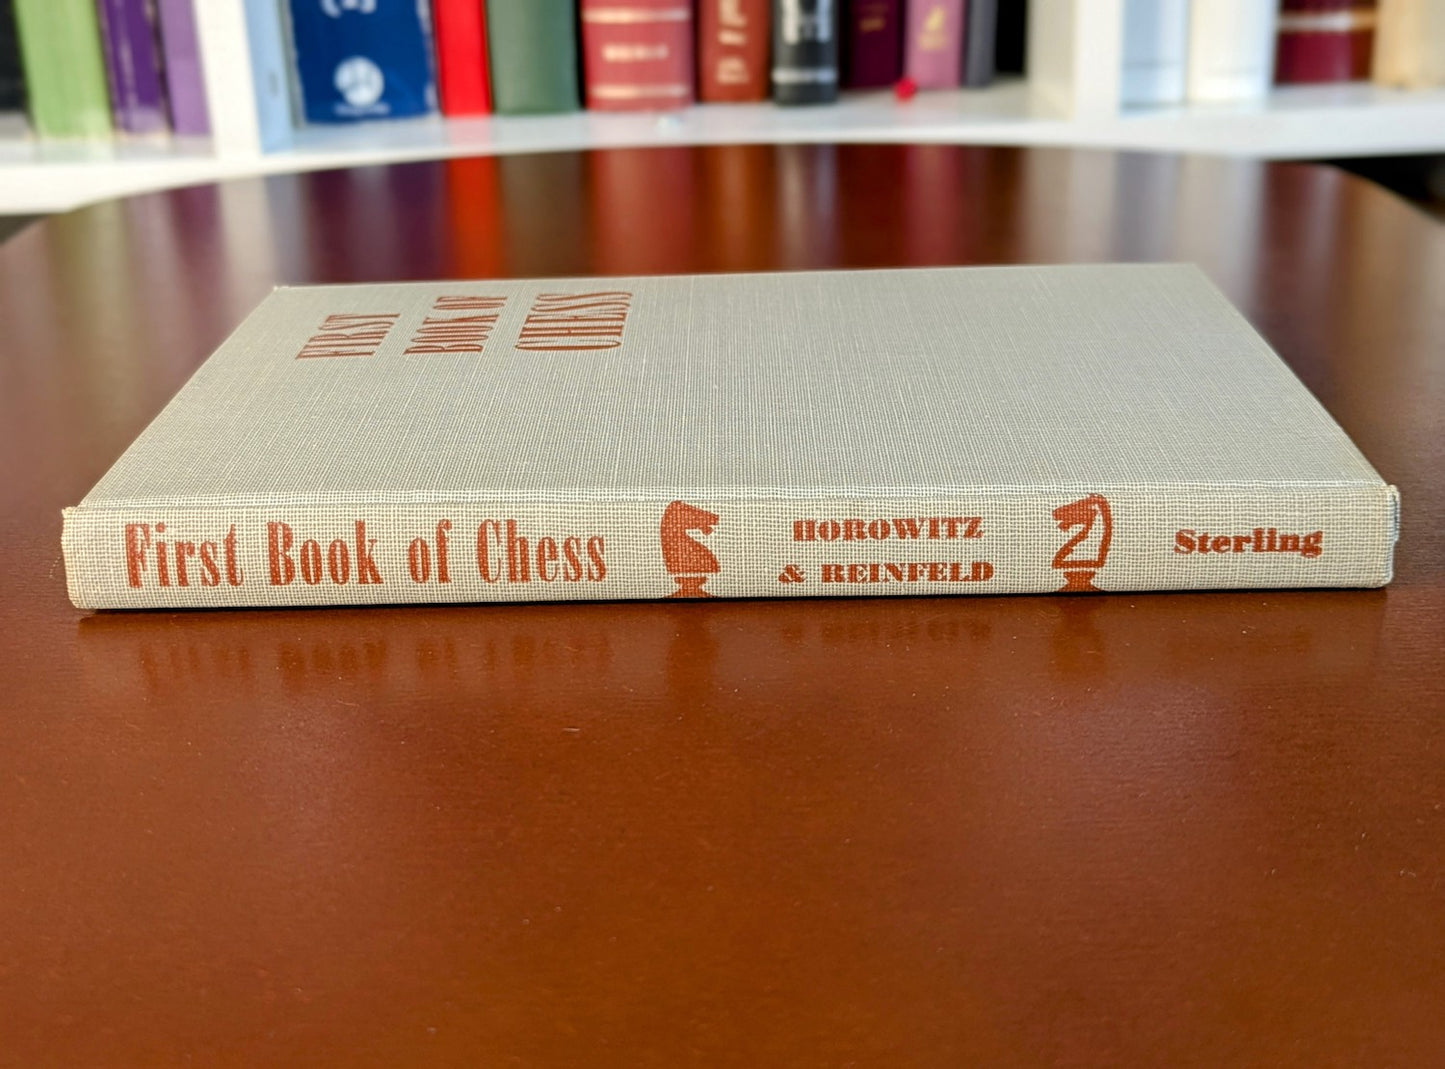 FIRST
BOOK OF
CHESS
First Book of Chess
HOROWITZ
& REINFELD
Sterling